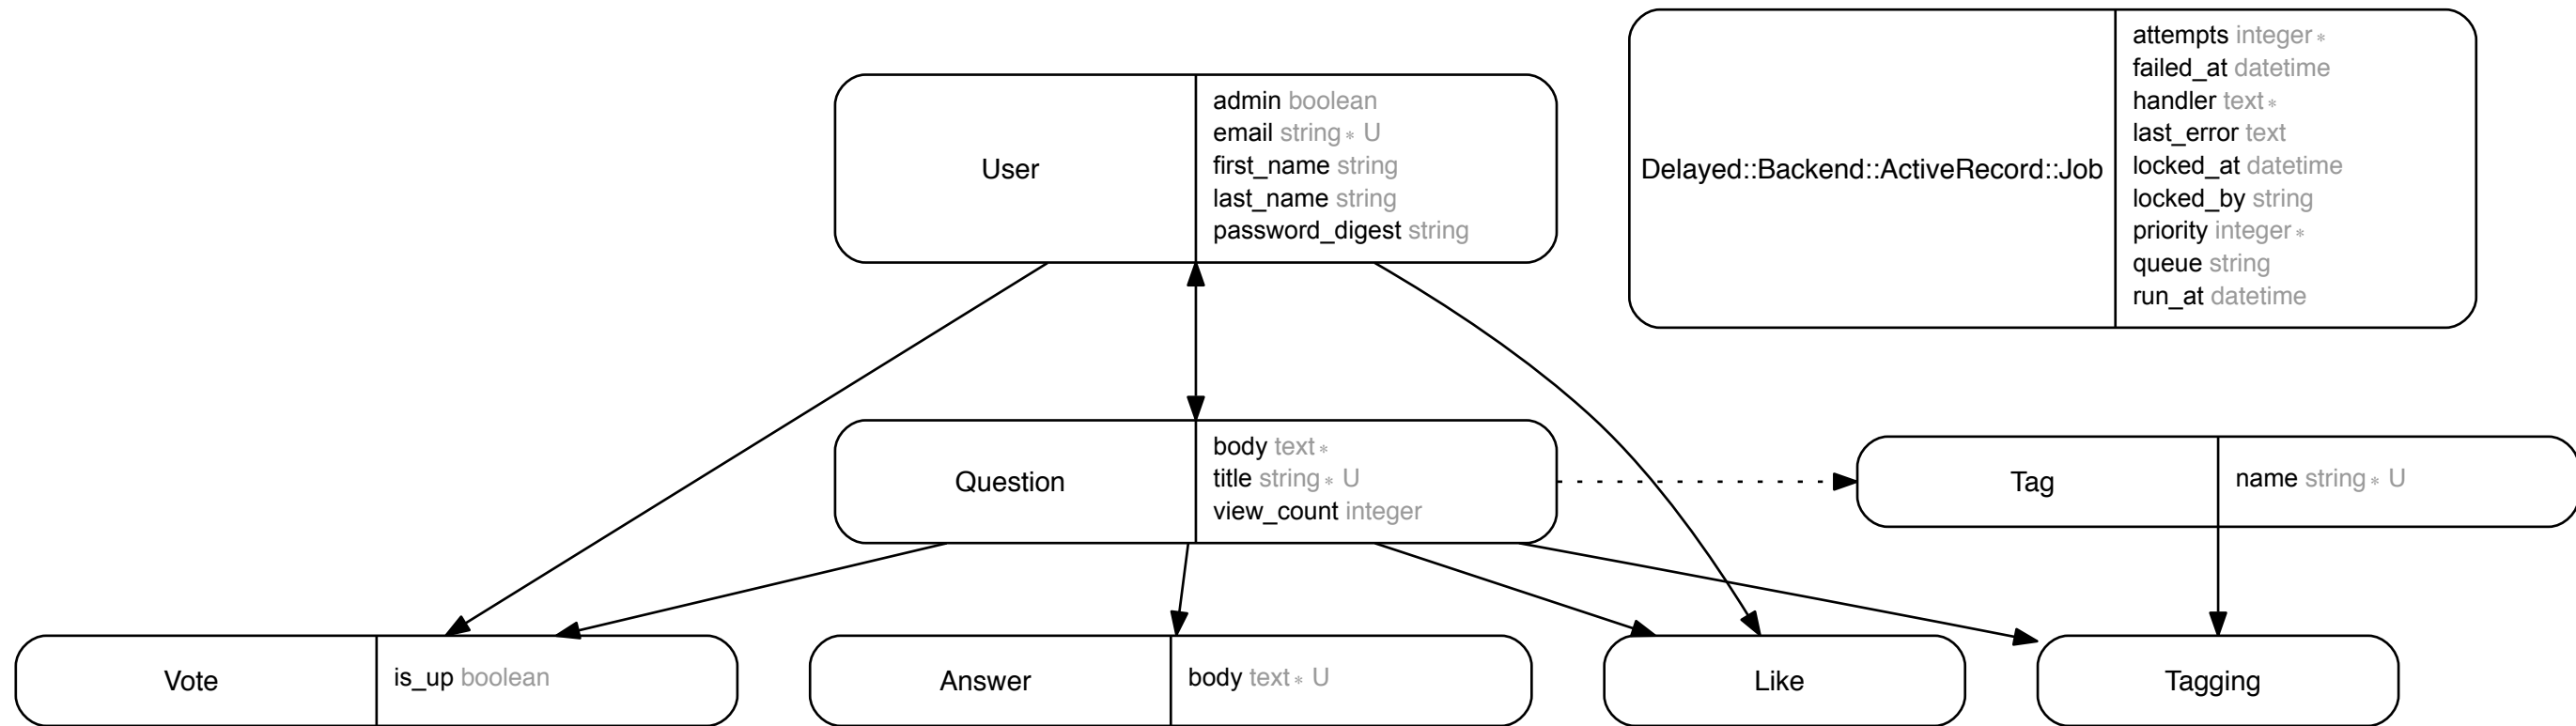 User
admin boolean
email string∗ U
first_name string
last_name string
password_digest string
Delayed::Backend::ActiveRecord::Job
attempts integer∗
failed_at datetime
handler text∗
last_error text
locked_at datetime
locked_by string
priority integer∗
queue string
run_at datetime
Question
body text∗
title string∗ U
view_count integer
Tag
name string∗ U
Vote
is_up boolean
Answer
body text∗ U
Like
Tagging